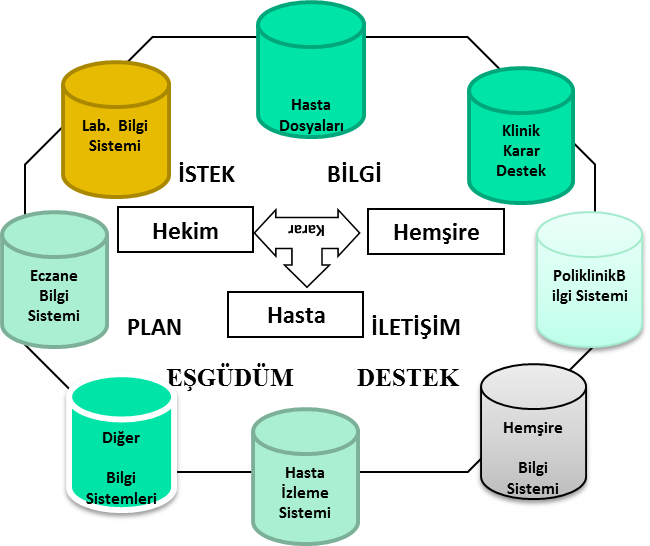 Hasta
Dosyaları
Lab.  Bilgi
Sistemi
Klinik
Karar
Destek
İSTEK
BİLGİ
Hekim
Karar
Hemşire
Eczane
Bilgi
Sistemi
PoliklinikB
ilgi Sistemi
Hasta
PLAN
İLETİŞİM
EŞGÜDÜM
DESTEK
Diğer
Bilgi
Sistemleri
Hasta
İzleme
Sistemi
Hemşire
Bilgi
Sistemi